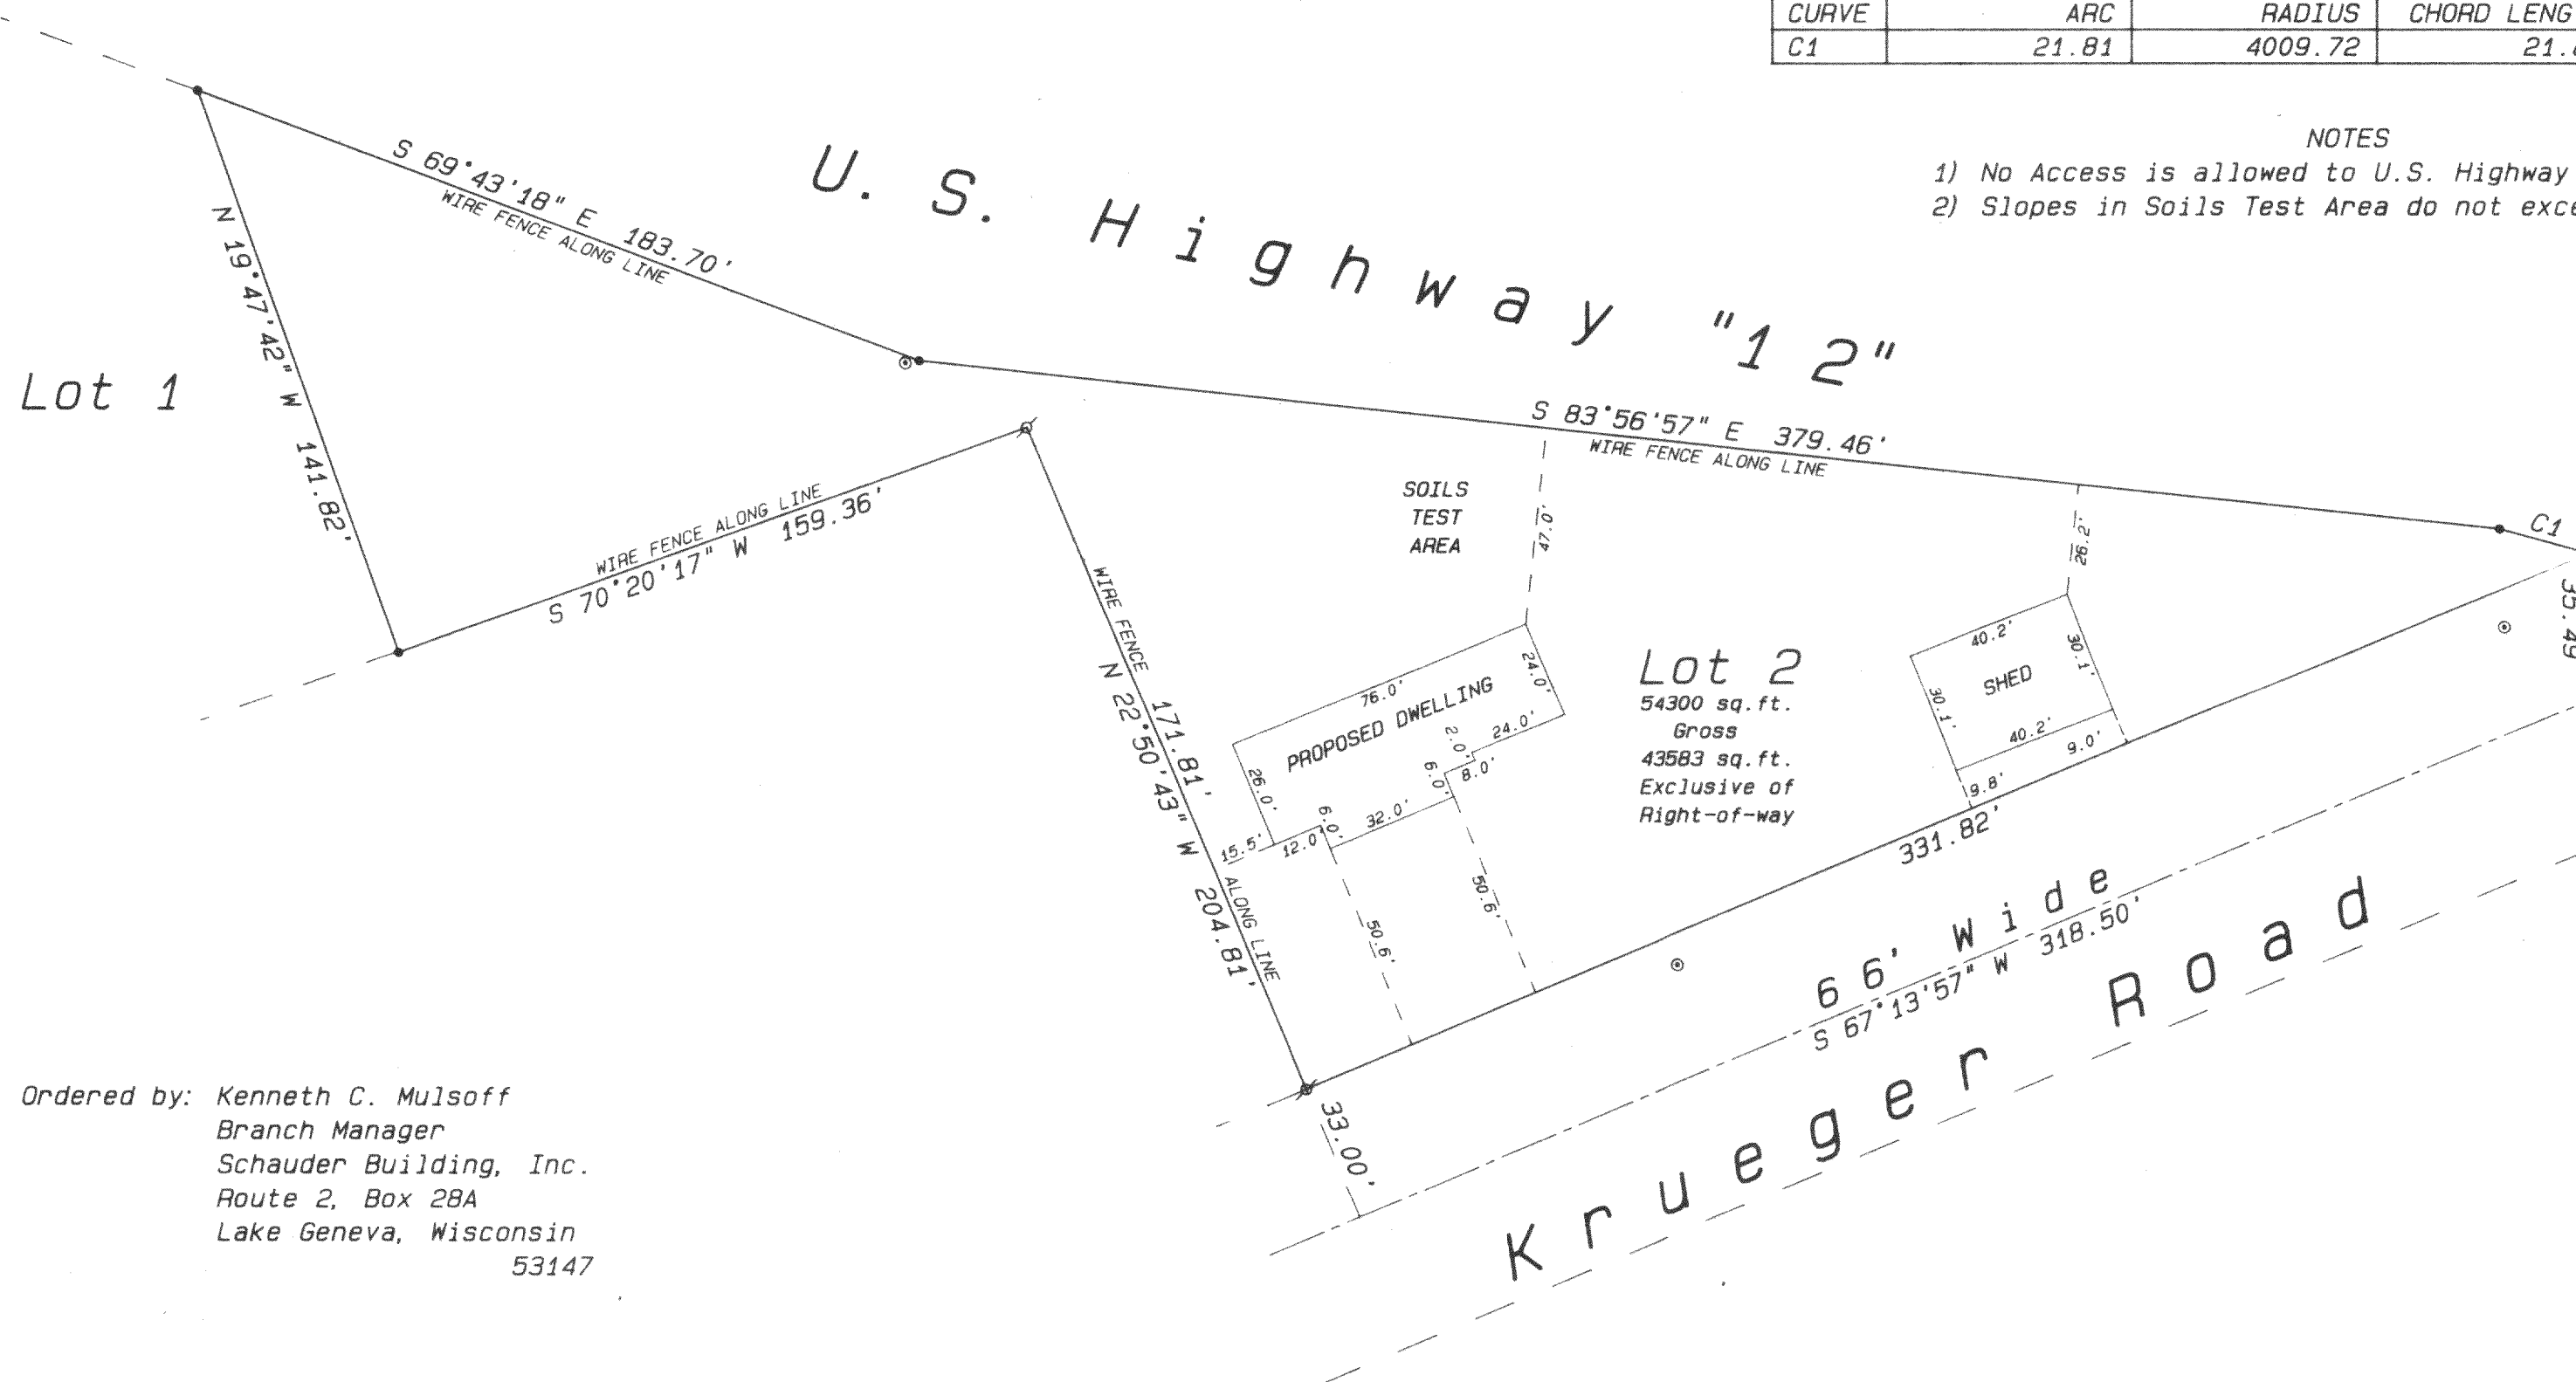 CURVE ARC RADIUS CHORD LENG
C1 21.81 4009.72 21.
NOTES
1) No Access is allowed to U.S. Highway
2) Slopes in Soils Test Area do not exce
U. S. Highway "12"
S 69°43'18" E 183.70'
WIRE FENCE ALONG LINE
N 19°47'42" W 141.82'
Lot 1
S 83°56'57" E 379.46'
WIRE FENCE ALONG LINE
C1
WIRE FENCE ALONG LINE
S 70°20'17" W 159.36'
SOILS
TEST
AREA
47.0'
26.2'
35.49
WIRE FENCE ALONG LINE
171.81'
N 22°50'43" W 204.81'
76.0'
PROPOSED DWELLING
24.0'
24.0'
2.0'
8.0'
6.0'
32.0'
6.0'
12.0'
26.0'
15.5'
50.6'
50.6'
Lot 2
54300 sq.ft.
Gross
43583 sq.ft.
Exclusive of
Right-of-way
40.2'
30.1'
SHED
30.1'
40.2'
9.0'
9.8'
331.82'
66' Wide
S 67°13'57" W 318.50'
Krueger Road
33.00'
Ordered by: Kenneth C. Mulsoff
Branch Manager
Schauder Building, Inc.
Route 2, Box 28A
Lake Geneva, Wisconsin
53147